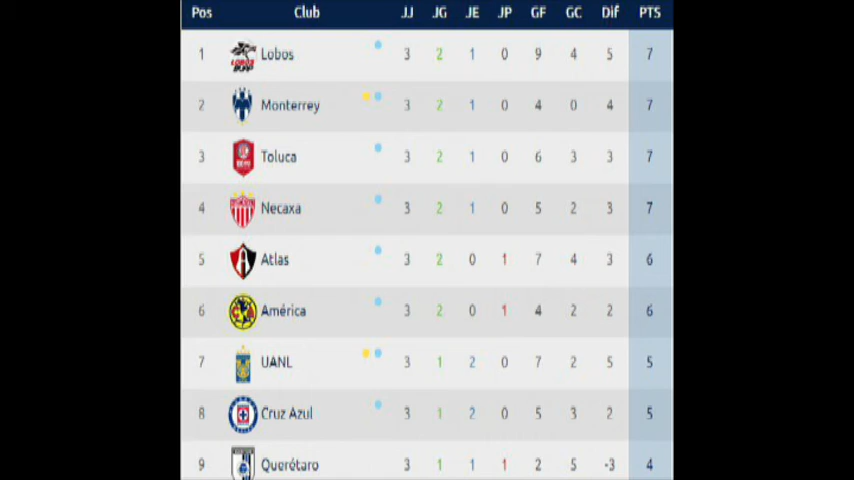 Pos Club JJ JG JE JP GF GC Dif PTS
1 Lobos 3 2 1 0 9 4 5 7
2 Monterrey 3 2 1 0 4 0 4 7
3 Toluca 3 2 1 0 6 3 3 7
4 Necaxa 3 2 1 0 5 2 3 7
5 Atlas 3 2 0 1 7 4 3 6
6 América 3 2 0 1 4 2 2 6
7 UANL 3 1 2 0 7 2 5 5
8 Cruz Azul 3 1 2 0 5 3 2 5
9 Querétaro 3 1 1 1 2 5 -3 4